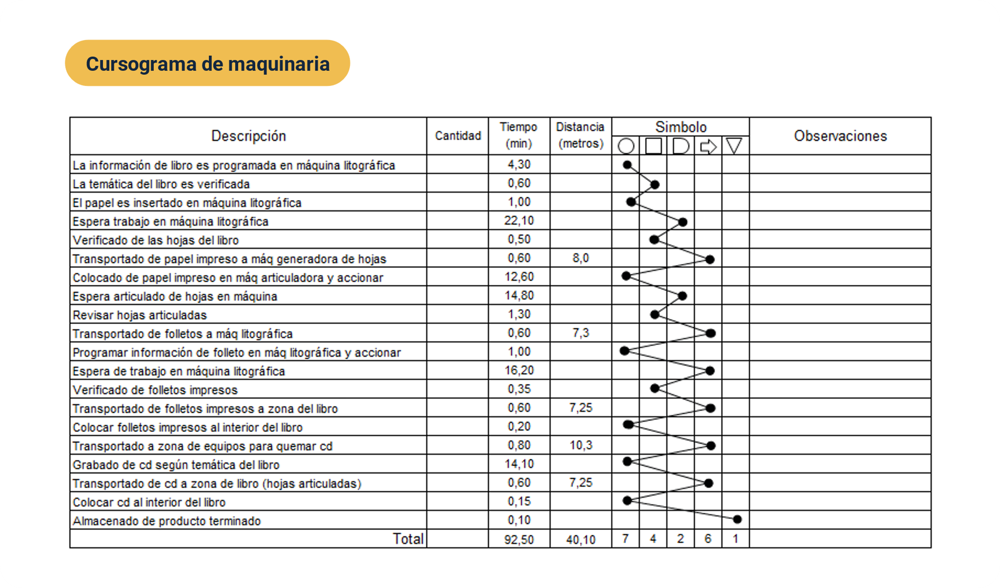 Cursograma de maquinaria
Descripción Cantidad Tiempo (min) Distancia (metros) Simbolo Observaciones
La información de libro es programada en máquina litográfica 4,30
La temática del libro es verificada 0,60
El papel es insertado en máquina litográfica 1,00
Espera trabajo en máquina litográfica 22,10
Verificado de las hojas del libro 0,50
Transportado de papel impreso a máq generadora de hojas 0,60 8,0
Colocado de papel impreso en máq articuladora y accionar 12,60
Espera articulado de hojas en máquina 14,80
Revisar hojas articuladas 1,30
Transportado de folletos a máq litográfica 0,60 7,3
Programar información de folleto en máq litográfica y accionar 1,00
Espera de trabajo en máquina litográfica 16,20
Verificado de folletos impresos 0,35
Transportado de folletos impresos a zona del libro 0,60 7,25
Colocar folletos impresos al interior del libro 0,20
Transportado a zona de equipos para quemar cd 0,80 10,3
Grabado de cd según temática del libro 14,10
Transportado de cd a zona de libro (hojas articuladas) 0,60 7,25
Colocar cd al interior del libro 0,15
Almacenado de producto terminado 0,10
Total 92,50 40,10 7 4 2 6 1